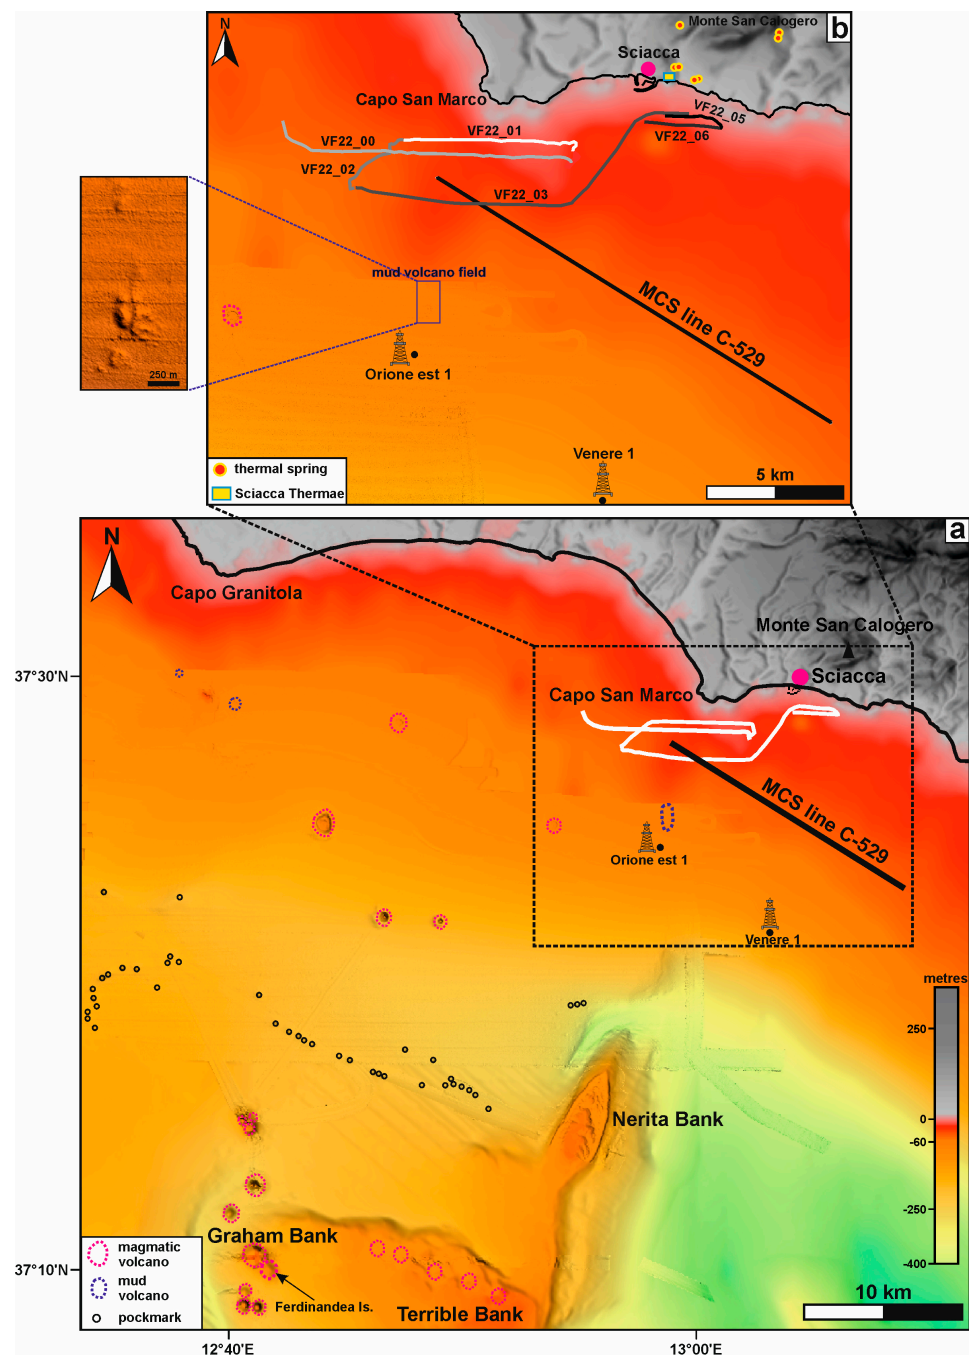 N
b
Monte San Calogero
Sciacca
Capo San Marco
VF22_05
VF22_01
VF22_00
VF22_06
VF22_02
VF22_03
mud volcano field
MCS line C-529
250 m
Orione est 1
Venere 1
thermal spring
Sciacca Thermae
5 km
a
N
Capo Granitola
Monte San Calogero
37°30'N
Sciacca
Capo San Marco
MCS line C-529
Orione est 1
Venere 1
metres
250
0
-60
-250
-400
Nerita Bank
Graham Bank
magmatic
volcano
mud
volcano
pockmark
37°10'N
Ferdinandea Is.
Terrible Bank
10 km
12°40'E
13°00'E